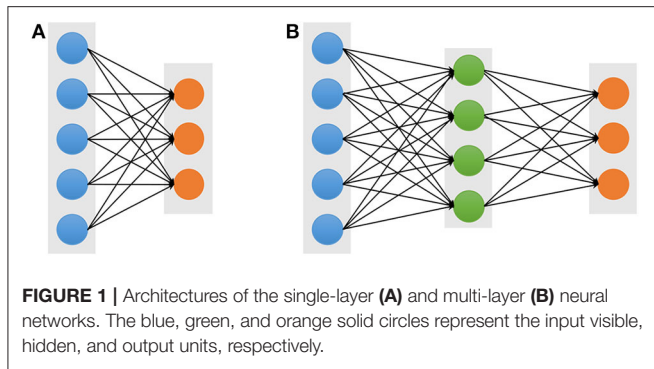 A
B
FIGURE 1 | Architectures of the single-layer (A) and multi-layer (B) neural
networks. The blue, green, and orange solid circles represent the input visible,
hidden, and output units, respectively.